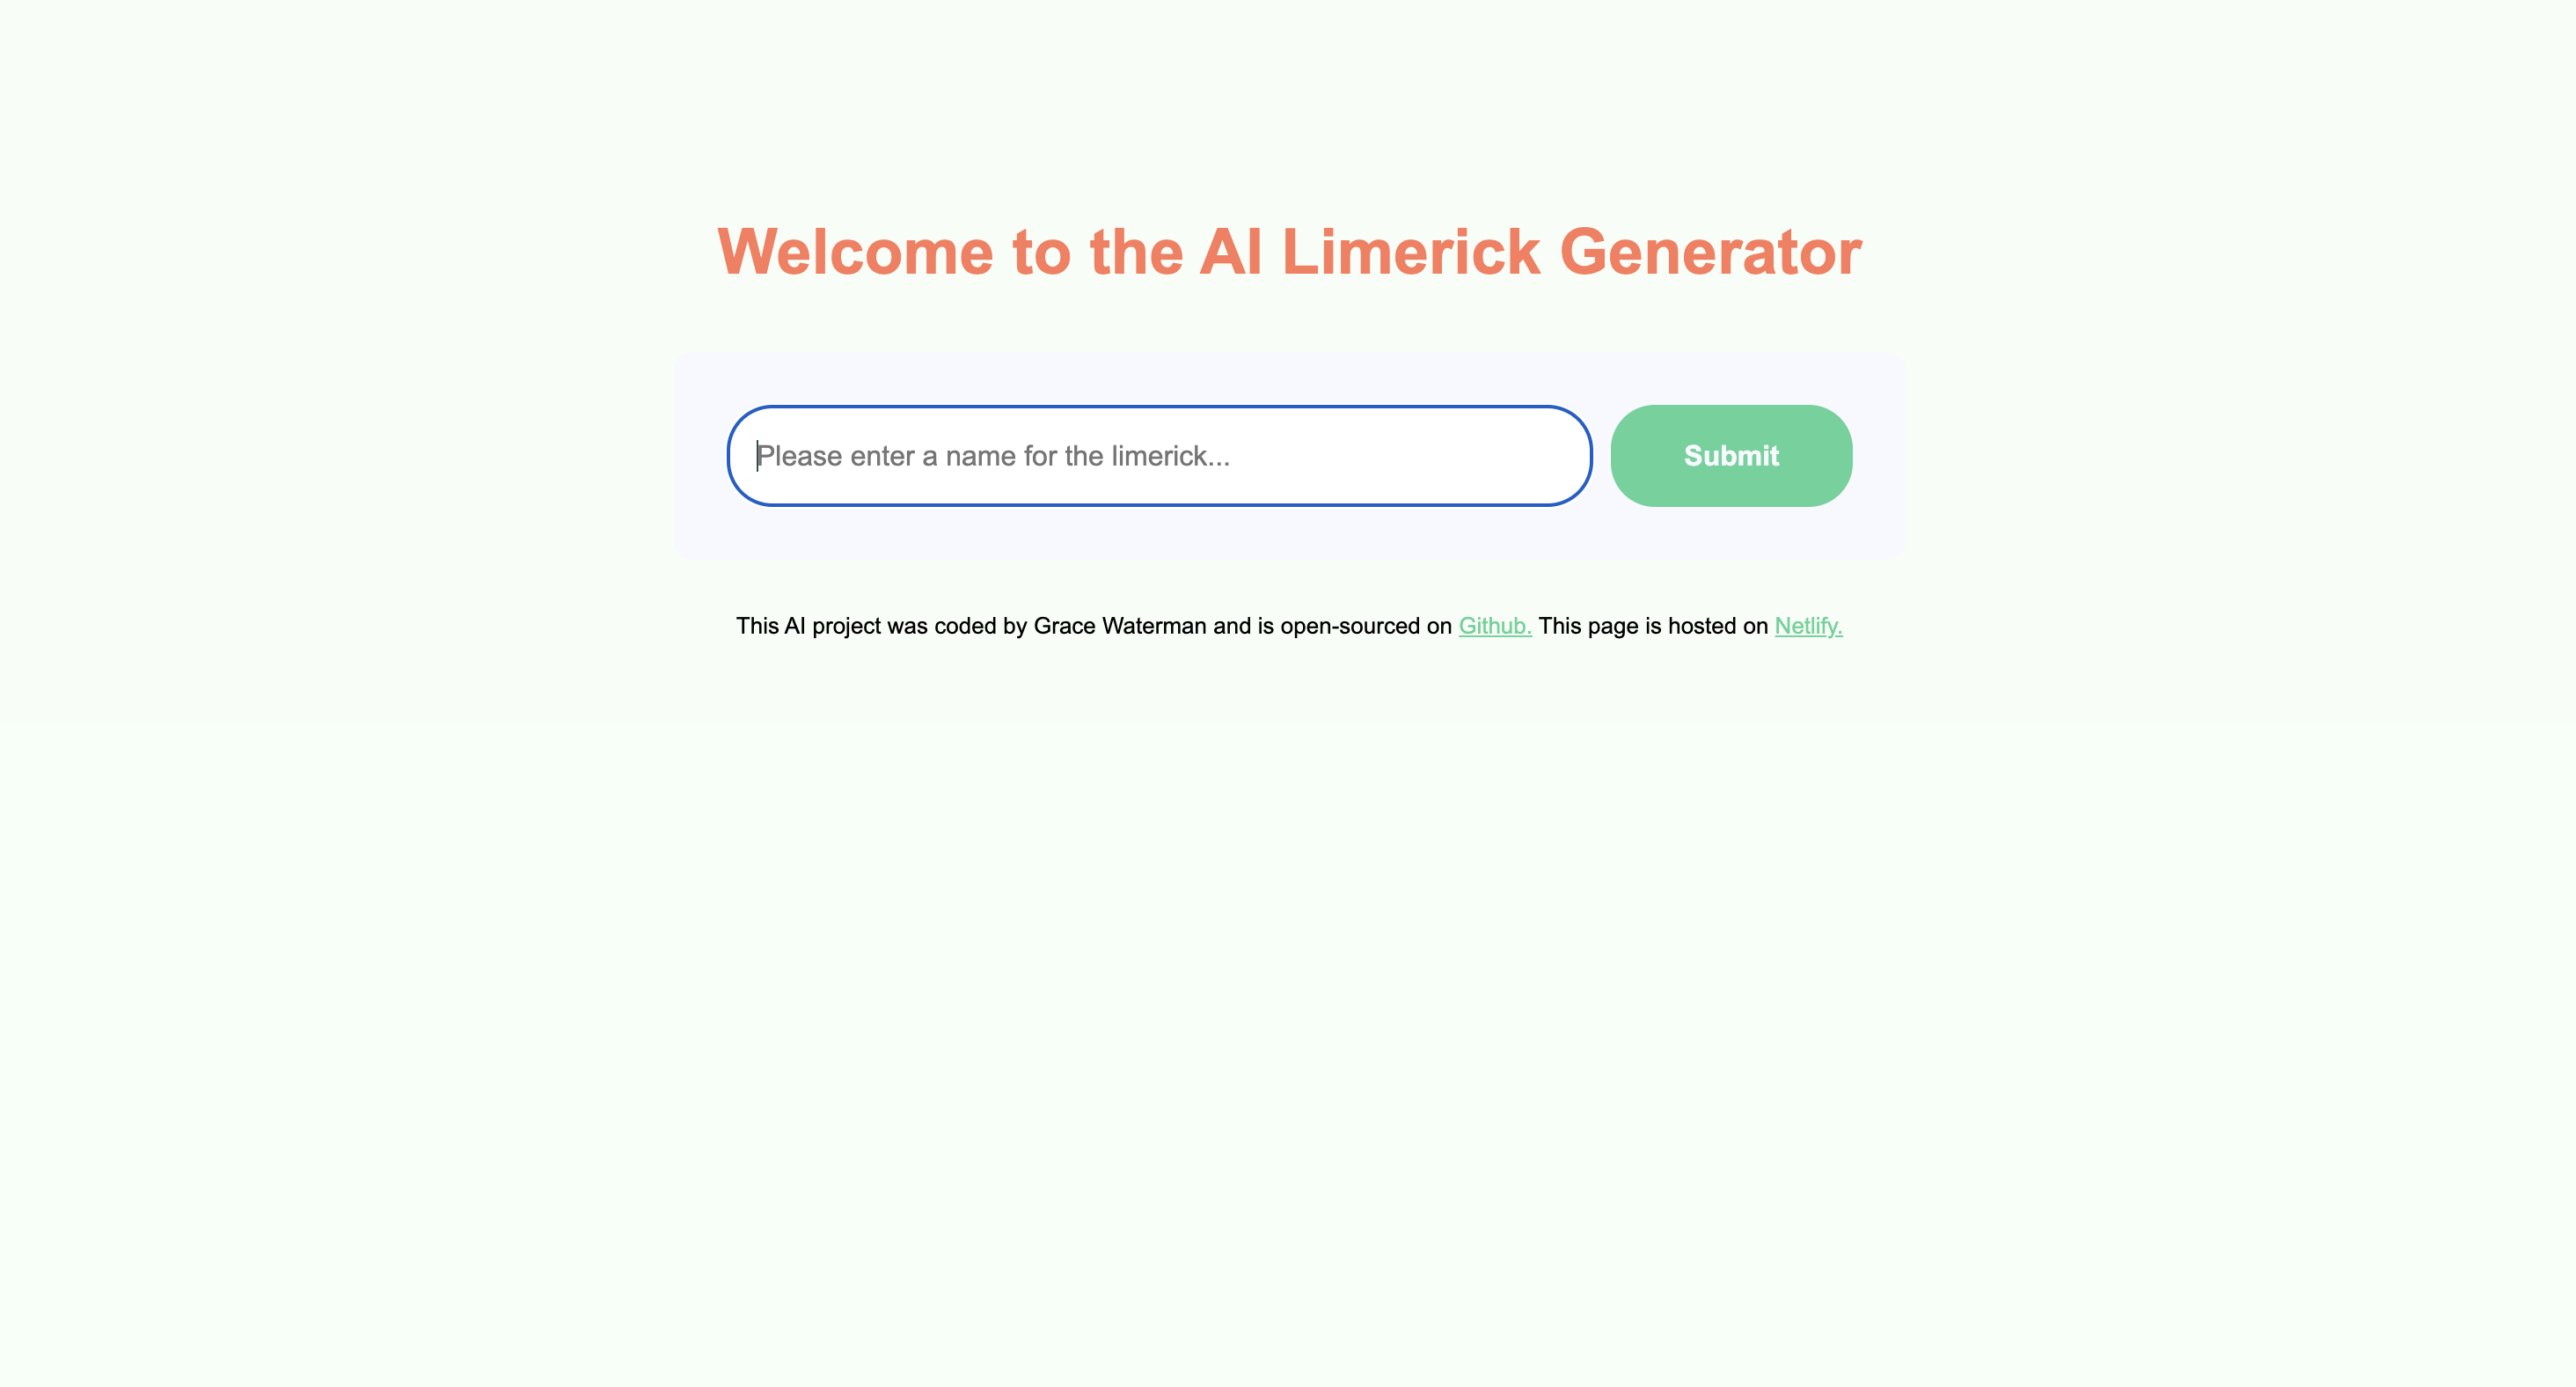 Welcome to the AI Limerick Generator
Please enter a name for the limerick...
Submit
This AI project was coded by Grace Waterman and is open-sourced on Github. This page is hosted on Netlify.